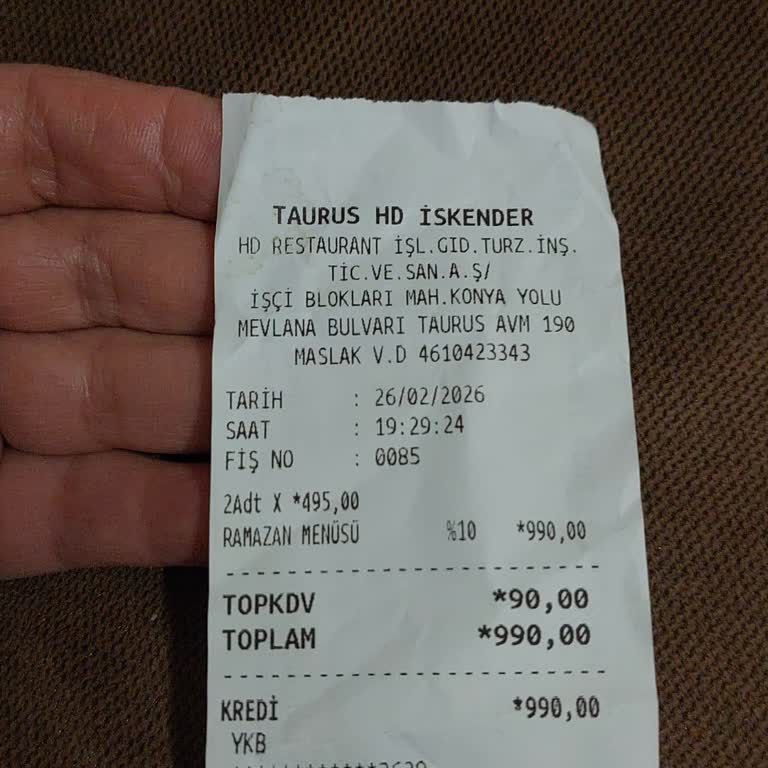 TAURUS HD İSKENDER
HD RESTAURANT İŞL.GID.TURZ.İNŞ.
TİC.VE.SAN.A.Ş/
İŞÇİ BLOKLARI MAH.KONYA YOLU
MEVLANA BULVARI TAURUS AVM 190
MASLAK V.D 4610423343
TARİH : 26/02/2026
SAAT : 19:29:24
FİŞ NO : 0085
2Adt X *495,00
RAMAZAN MENÜSÜ %10 *990,00
TOPKDV *90,00
TOPLAM *990,00
KREDİ *990,00
YKB